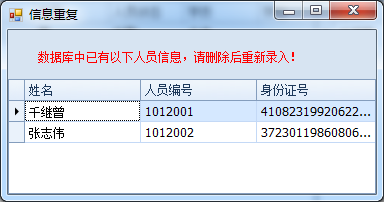 信息重复
数据库中已有以下人员信息，请删除后重新录入！
姓名 人员编号 身份证号
千继曾 1012001 41082319920622...
张志伟 1012002 37230119860806...